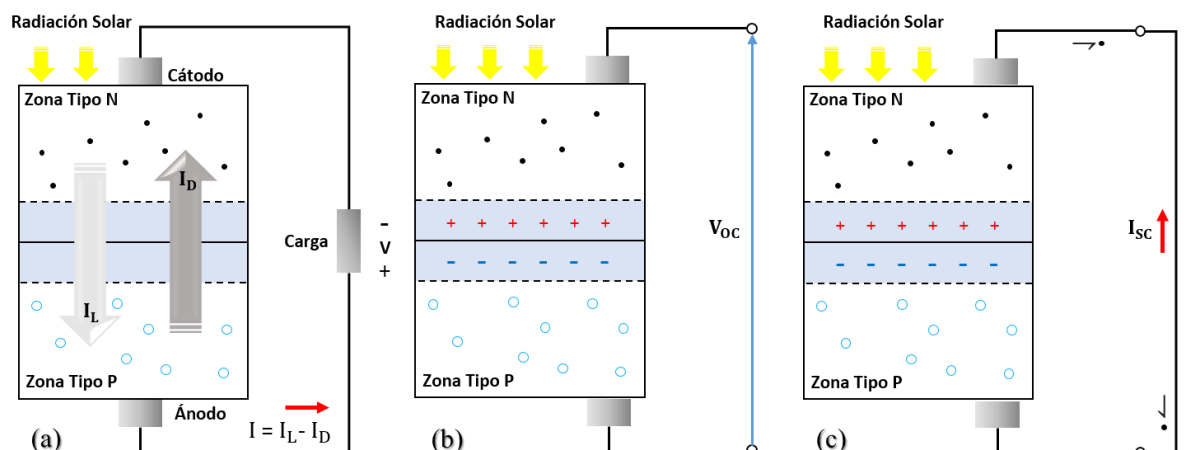 Radiación Solar
Cátodo
Zona Tipo N
I_D
I_L
Carga
-
V
+
Zona Tipo P
Ánodo
I = I_L - I_D
(a)
Radiación Solar
Zona Tipo N
+ + + + + +
- - - - - -
V_OC
Zona Tipo P
(b)
Radiación Solar
Zona Tipo N
+ + + + + +
- - - - - -
I_SC
Zona Tipo P
(c)